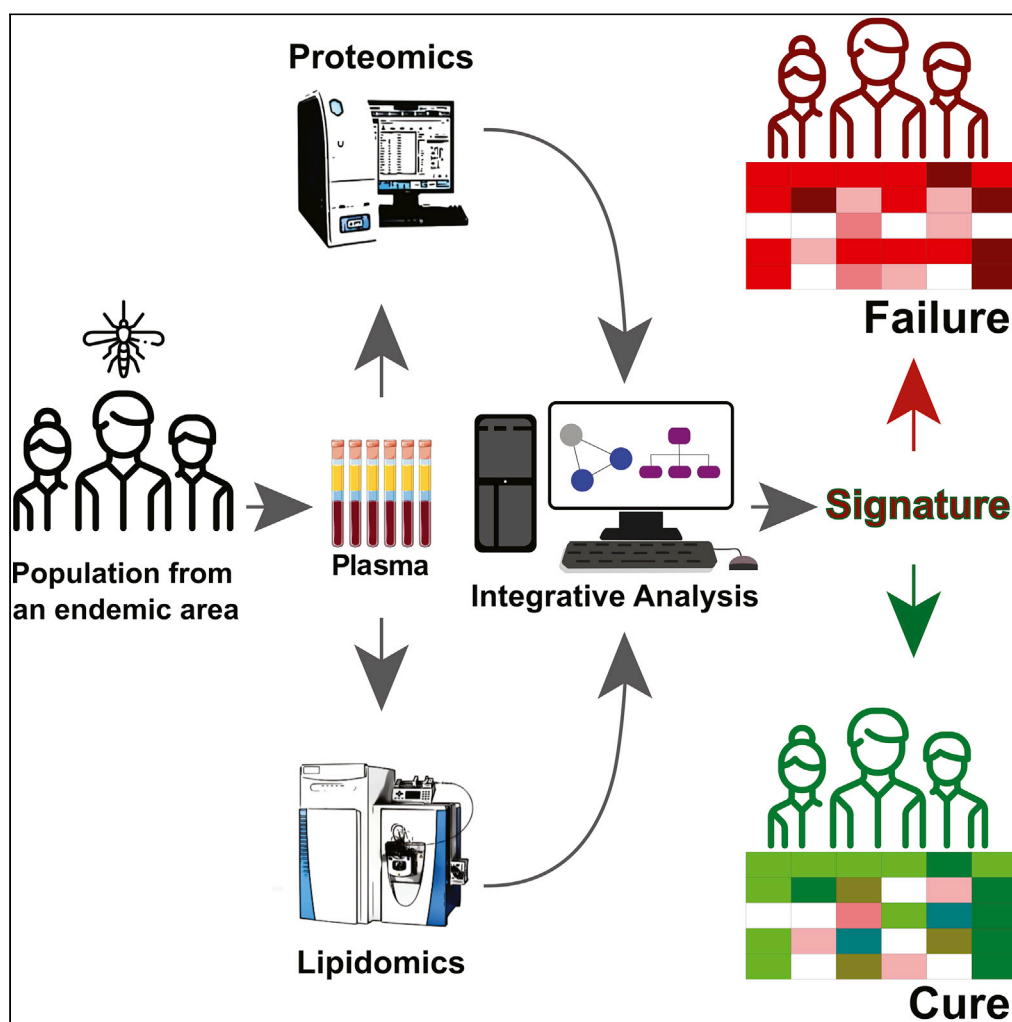 Proteomics
Failure
Population from
an endemic area
Plasma
Integrative Analysis
Signature
Lipidomics
Cure